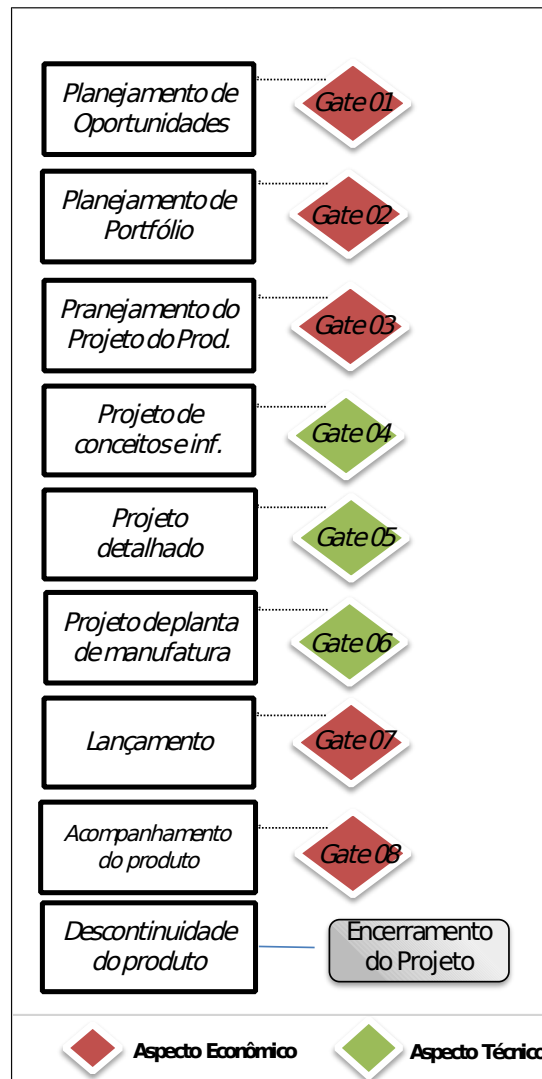 Planejamento de
Oportunidades
Gate 01
Planejamento de
Portfólio
Gate 02
Pranejamento do
Projeto do Prod.
Gate 03
Projeto de
conceitos e inf.
Gate 04
Projeto
detalhado
Gate 05
Projeto de planta
de manufatura
Gate 06
Lançamento
Gate 07
Acompanhamento
do produto
Gate 08
Descontinuidade
do produto
Encerramento
do Projeto
Aspecto Econômico
Aspecto Técnico